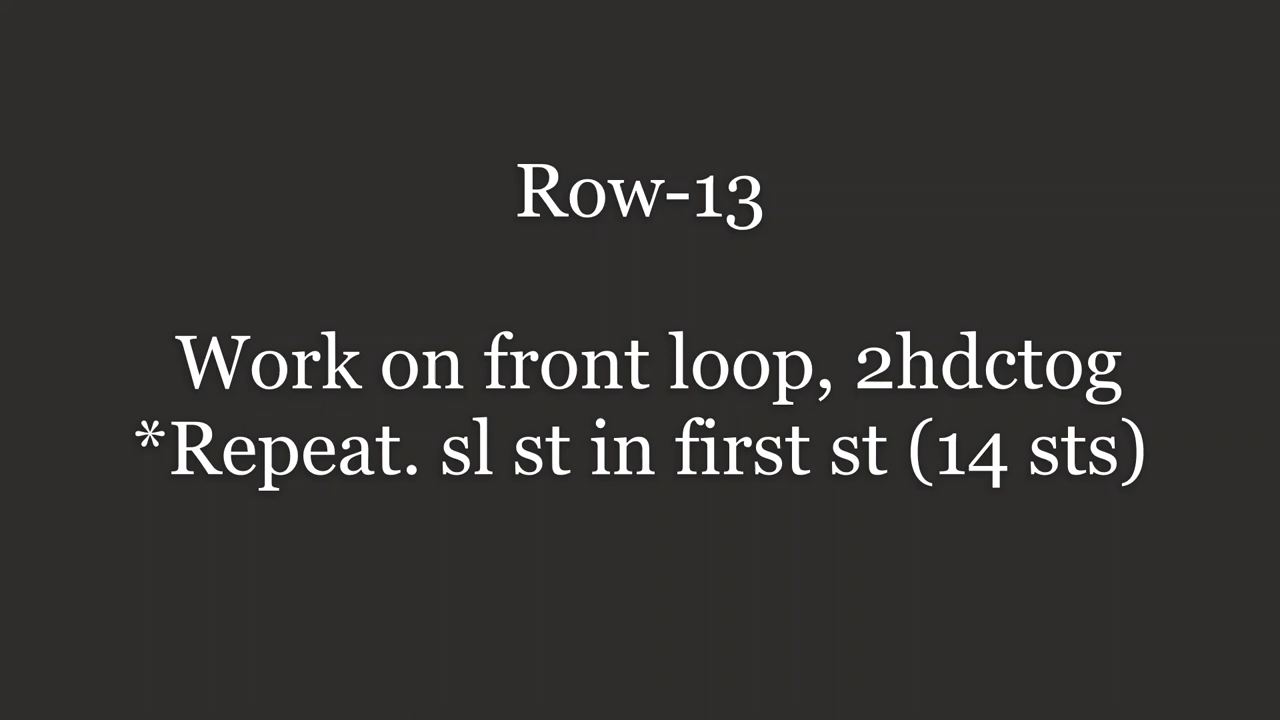 Row-13
Work on front loop, 2hdctog
*Repeat. sl st in first st (14 sts)